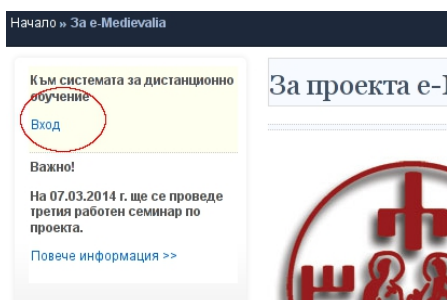 Начало » За e-Medievalia
Към системата за дистанционно
обучение
Вход
Важно!
На 07.03.2014 г. ще се проведе
трети работен семинар по
проекта.
Повече информация >>
За проекта е-